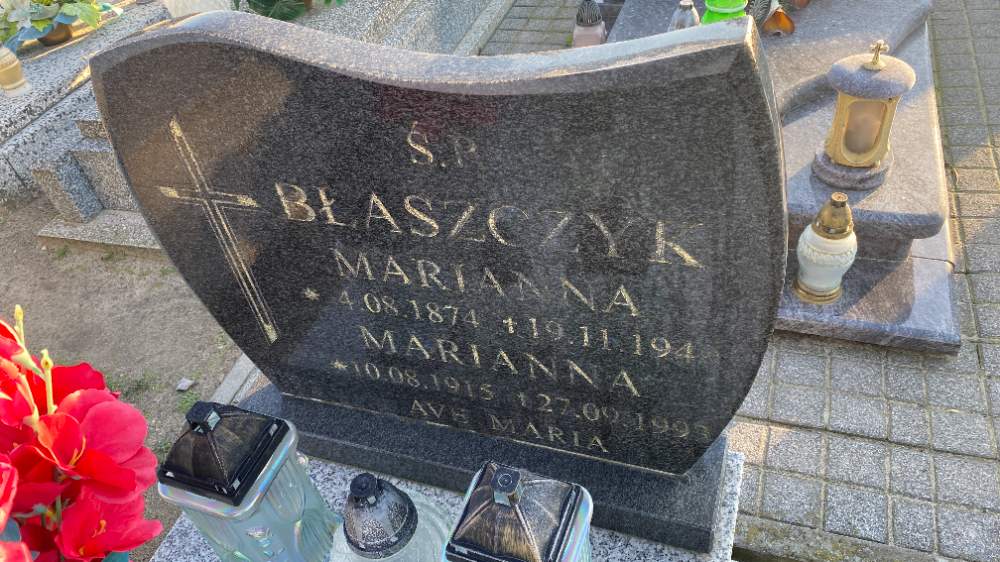 Ś.P.
BŁASZCZYK
MARIANNA
* 4.08.1874 † 19.11.194
MARIANNA
* 10.08.1915 † 27.09.1995
AVE MARIA